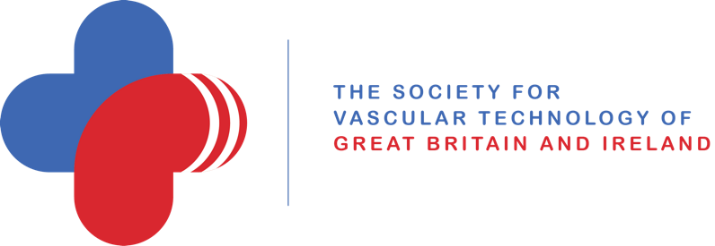 THE SOCIETY FOR
VASCULAR TECHNOLOGY OF
GREAT BRITAIN AND IRELAND